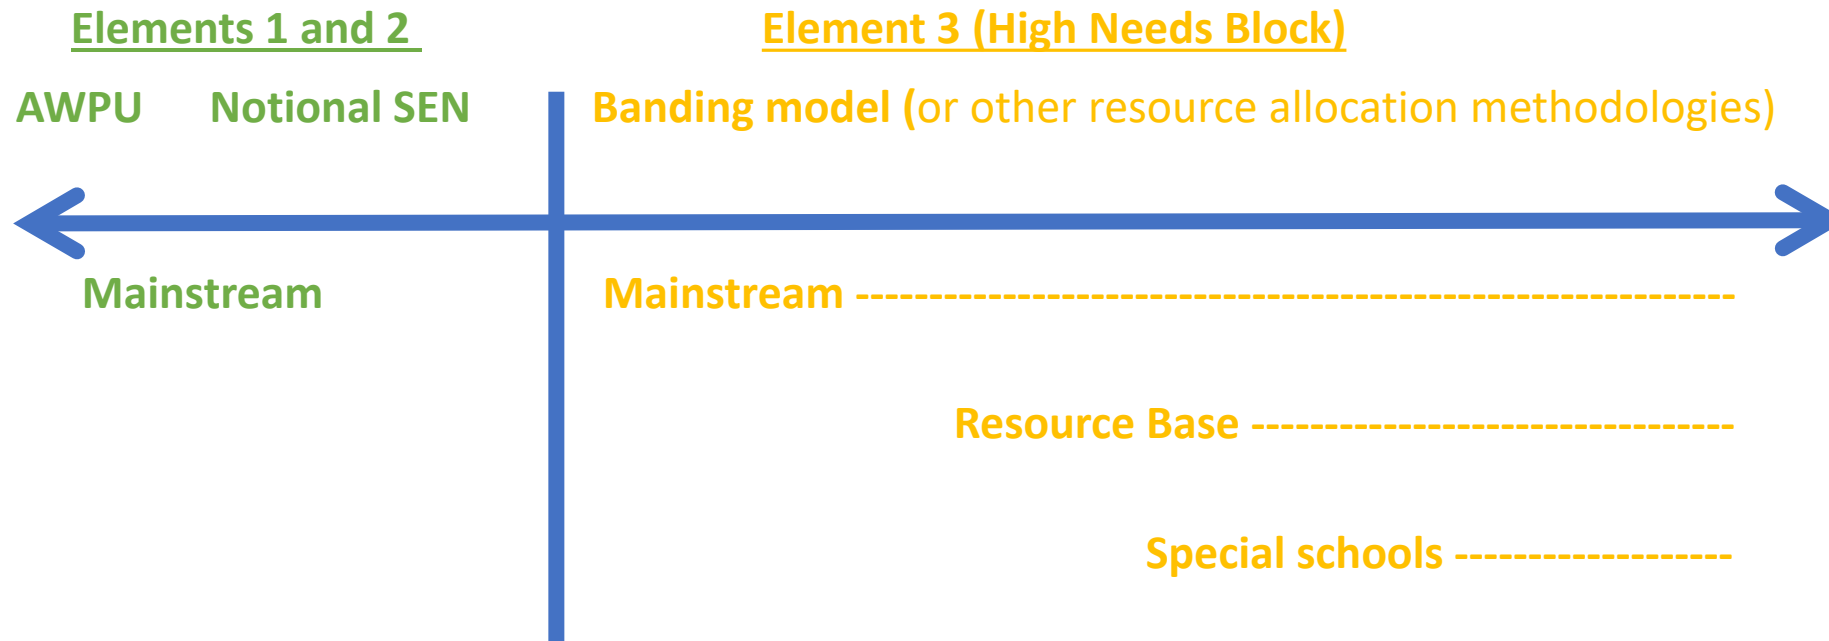 Elements 1 and 2
Element 3 (High Needs Block)
AWPU Notional SEN
Banding model (or other resource allocation methodologies)
Mainstream
Mainstream ------------------------------------------------------------
Resource Base ---------------------------------
Special schools -------------------